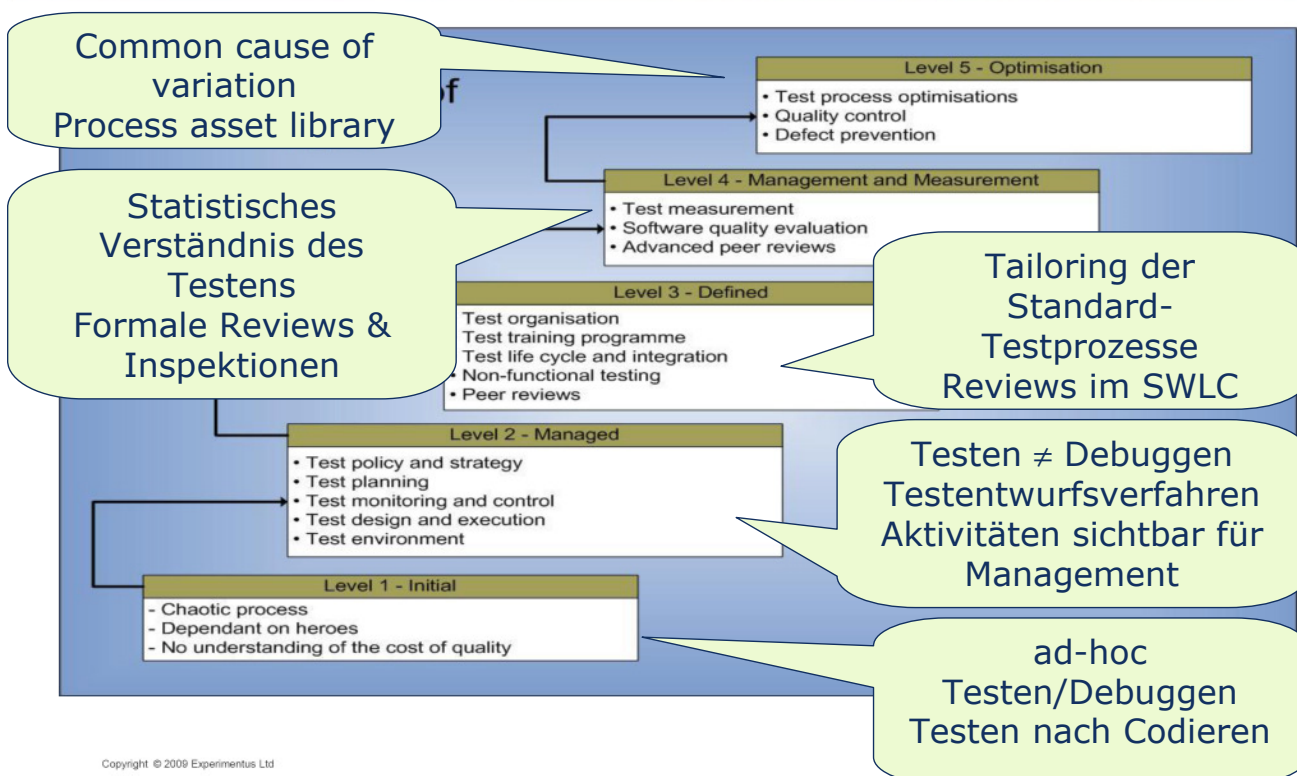 Common cause of
variation
Process asset library
of
Level 5 - Optimisation
• Test process optimisations
• Quality control
• Defect prevention
Statistisches
Verständnis des
Testens
Formale Reviews &
Inspektionen
Level 4 - Management and Measurement
• Test measurement
• Software quality evaluation
• Advanced peer reviews
Level 3 - Defined
Test organisation
Test training programme
Test life cycle and integration
• Non-functional testing
• Peer reviews
Tailoring der
Standard-
Testprozesse
Reviews im SWLC
Level 2 - Managed
• Test policy and strategy
• Test planning
• Test monitoring and control
• Test design and execution
• Test environment
Testen ≠ Debuggen
Testentwurfsverfahren
Aktivitäten sichtbar für
Management
Level 1 - Initial
- Chaotic process
- Dependant on heroes
- No understanding of the cost of quality
ad-hoc
Testen/Debuggen
Testen nach Codieren
Copyright © 2009 Experimentus Ltd